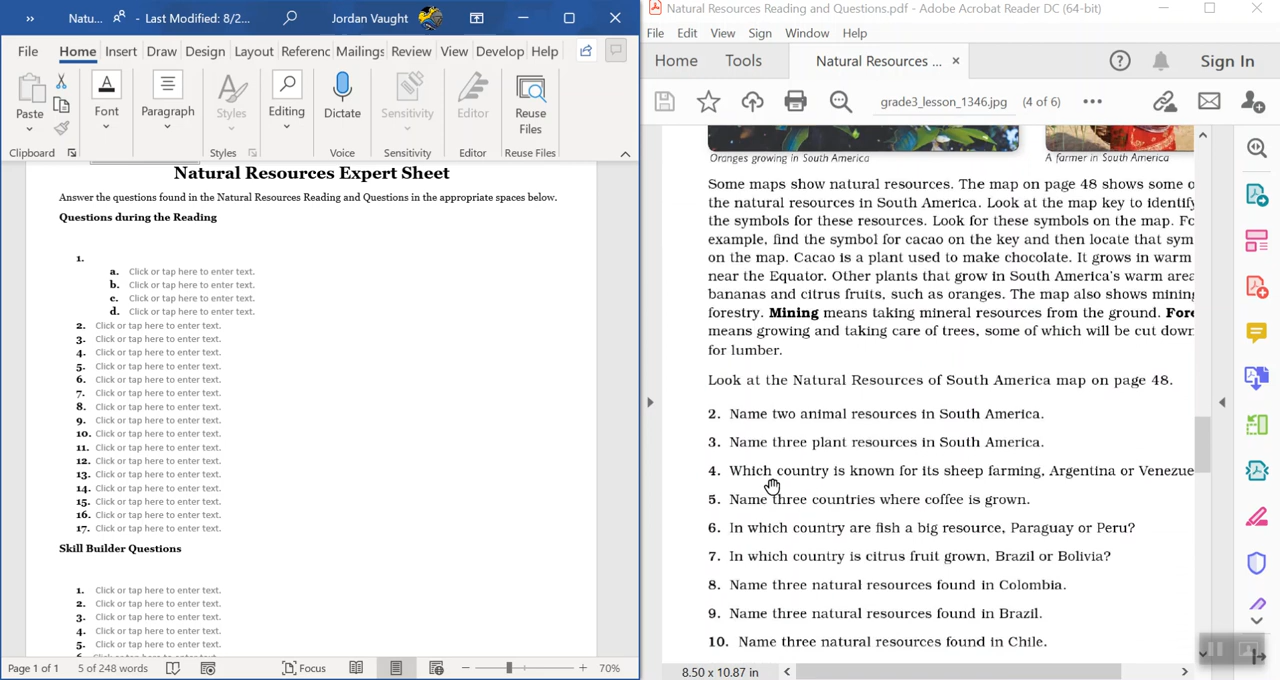 Natu...
- Last Modified: 8/2...
Jordan Vaught
File Home Insert Draw Design Layout Referenc Mailings Review View Develop Help
Paste
Font
Paragraph
Styles
Editing
Dictate
Sensitivity
Editor
Reuse
Files
Clipboard
Styles
Voice
Sensitivity
Editor
Reuse Files
Natural Resources Expert Sheet
Answer the questions found in the Natural Resources Reading and Questions in the appropriate spaces below.
Questions during the Reading
1.
a. Click or tap here to enter text.
b. Click or tap here to enter text.
c. Click or tap here to enter text.
d. Click or tap here to enter text.
2. Click or tap here to enter text.
3. Click or tap here to enter text.
4. Click or tap here to enter text.
5. Click or tap here to enter text.
6. Click or tap here to enter text.
7. Click or tap here to enter text.
8. Click or tap here to enter text.
9. Click or tap here to enter text.
10. Click or tap here to enter text.
11. Click or tap here to enter text.
12. Click or tap here to enter text.
13. Click or tap here to enter text.
14. Click or tap here to enter text.
15. Click or tap here to enter text.
16. Click or tap here to enter text.
17. Click or tap here to enter text.
Skill Builder Questions
1. Click or tap here to enter text.
2. Click or tap here to enter text.
3. Click or tap here to enter text.
4. Click or tap here to enter text.
5. Click or tap here to enter text.
Page 1 of 1 5 of 248 words Focus 70%
Natural Resources Reading and Questions.pdf - Adobe Acrobat Reader DC (64-bit)
File Edit View Sign Window Help
Home Tools Natural Resources ... × Sign In
grade3_lesson_1346.jpg (4 of 6)
Oranges growing in South America
A farmer in South America
Some maps show natural resources. The map on page 48 shows some o
the natural resources in South America. Look at the map key to identify
the symbols for these resources. Look for these symbols on the map. Fo
example, find the symbol for cacao on the key and then locate that sym
on the map. Cacao is a plant used to make chocolate. It grows in warm
near the Equator. Other plants that grow in South America's warm area
bananas and citrus fruits, such as oranges. The map also shows mining
forestry. Mining means taking mineral resources from the ground. Fore
means growing and taking care of trees, some of which will be cut down
for lumber.
Look at the Natural Resources of South America map on page 48.
2. Name two animal resources in South America.
3. Name three plant resources in South America.
4. Which country is known for its sheep farming, Argentina or Venezue
5. Name three countries where coffee is grown.
6. In which country are fish a big resource, Paraguay or Peru?
7. In which country is citrus fruit grown, Brazil or Bolivia?
8. Name three natural resources found in Colombia.
9. Name three natural resources found in Brazil.
10. Name three natural resources found in Chile.
8.50 x 10.87 in